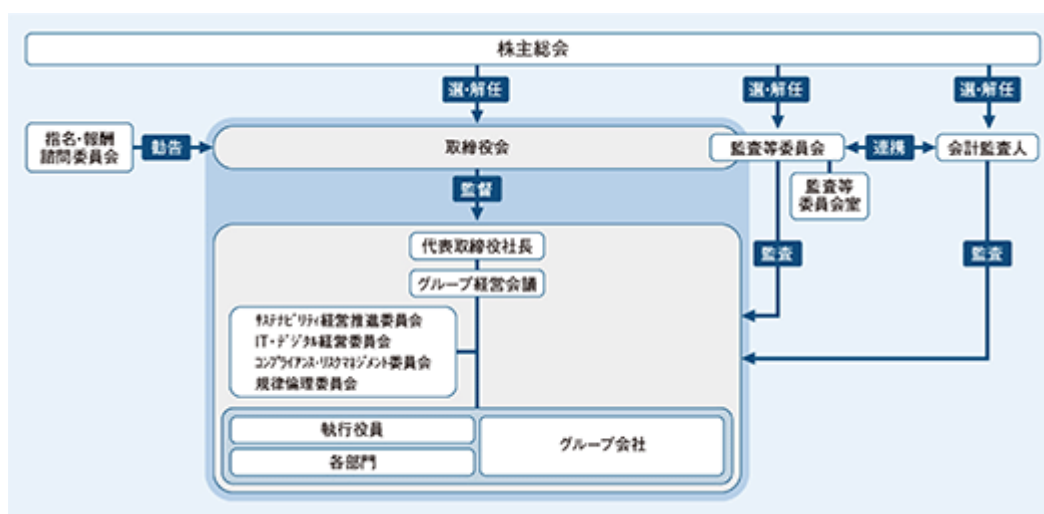 株主総会
選・解任
選・解任
選・解任
指名・報酬
諮問委員会
勧告
取締役会
監査等委員会
連携
会計監査人
監査等
委員会室
監督
代表取締役社長
グループ経営会議
監査
監査
ｻｽﾃﾅﾋﾞﾘﾃｨ経営推進委員会
IT・ﾃﾞｼﾞﾀﾙ経営委員会
ｺﾝﾌﾟﾗｲｱﾝｽ・ﾘｽｸﾏﾈｼﾞﾒﾝﾄ委員会
規律倫理委員会
執行役員
各部門
グループ会社